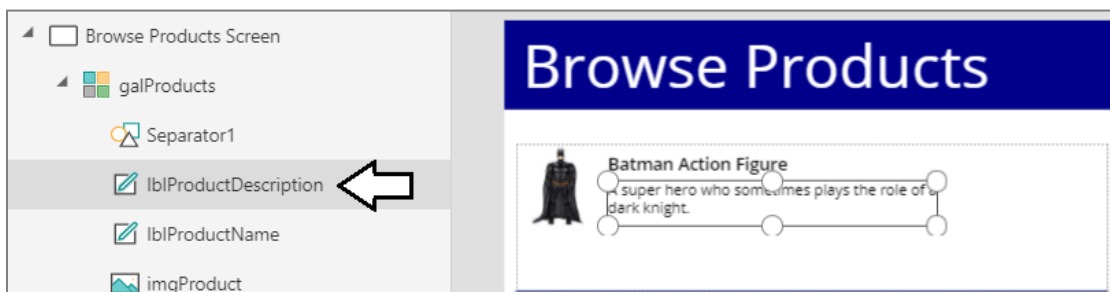 Browse Products Screen
galProducts
Separator1
lblProductDescription
lblProductName
imgProduct
Browse Products
Batman Action Figure
A super hero who sometimes plays the role of a
dark knight.